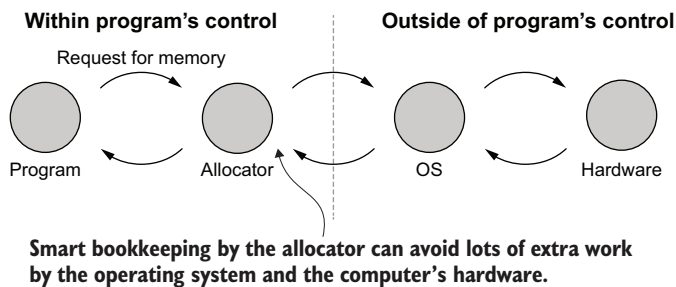 Within program's control
Outside of program's control
Request for memory
Program
Allocator
OS
Hardware
Smart bookkeeping by the allocator can avoid lots of extra work
by the operating system and the computer's hardware.